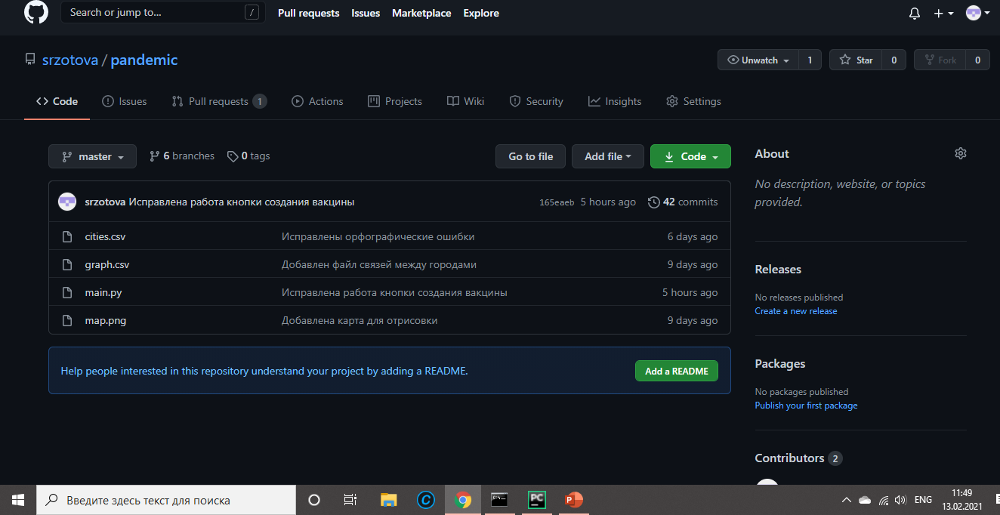 Search or jump to... / Pull requests Issues Marketplace Explore
srzotova / pandemic Unwatch 1 Star 0 Fork 0
Code Issues Pull requests 1 Actions Projects Wiki Security Insights Settings
master 6 branches 0 tags Go to file Add file Code
srzotova Исправлена работа кнопки создания вакцины 165eaeb 5 hours ago 42 commits
cities.csv Исправлены орфографические ошибки 6 days ago
graph.csv Добавлен файл связей между городами 9 days ago
main.py Исправлена работа кнопки создания вакцины 5 hours ago
map.png Добавлена карта для отрисовки 9 days ago
Help people interested in this repository understand your project by adding a README. Add a README
About
No description, website, or topics
provided.
Releases
No releases published
Create a new release
Packages
No packages published
Publish your first package
Contributors 2
Введите здесь текст для поиска C PC P ENG 11:49
13.02.2021